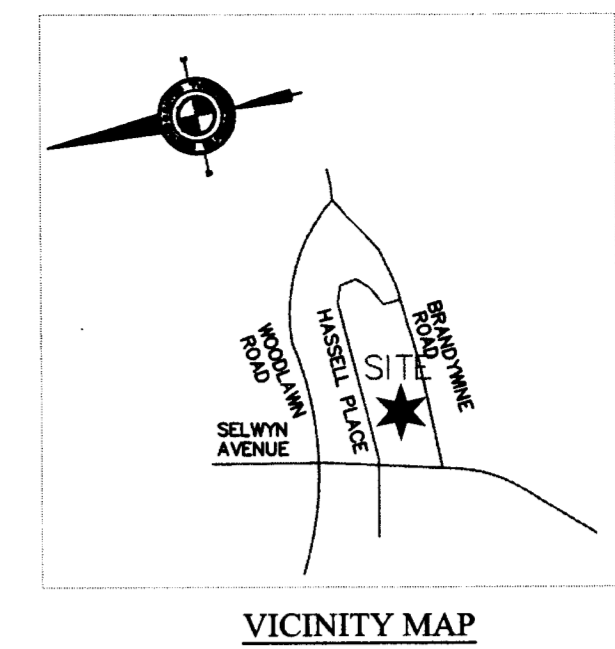 BRANDYWINE
ROAD
HASSELL PLACE
WOODLAWN
ROAD
SITE
SELWYN
AVENUE
VICINITY MAP